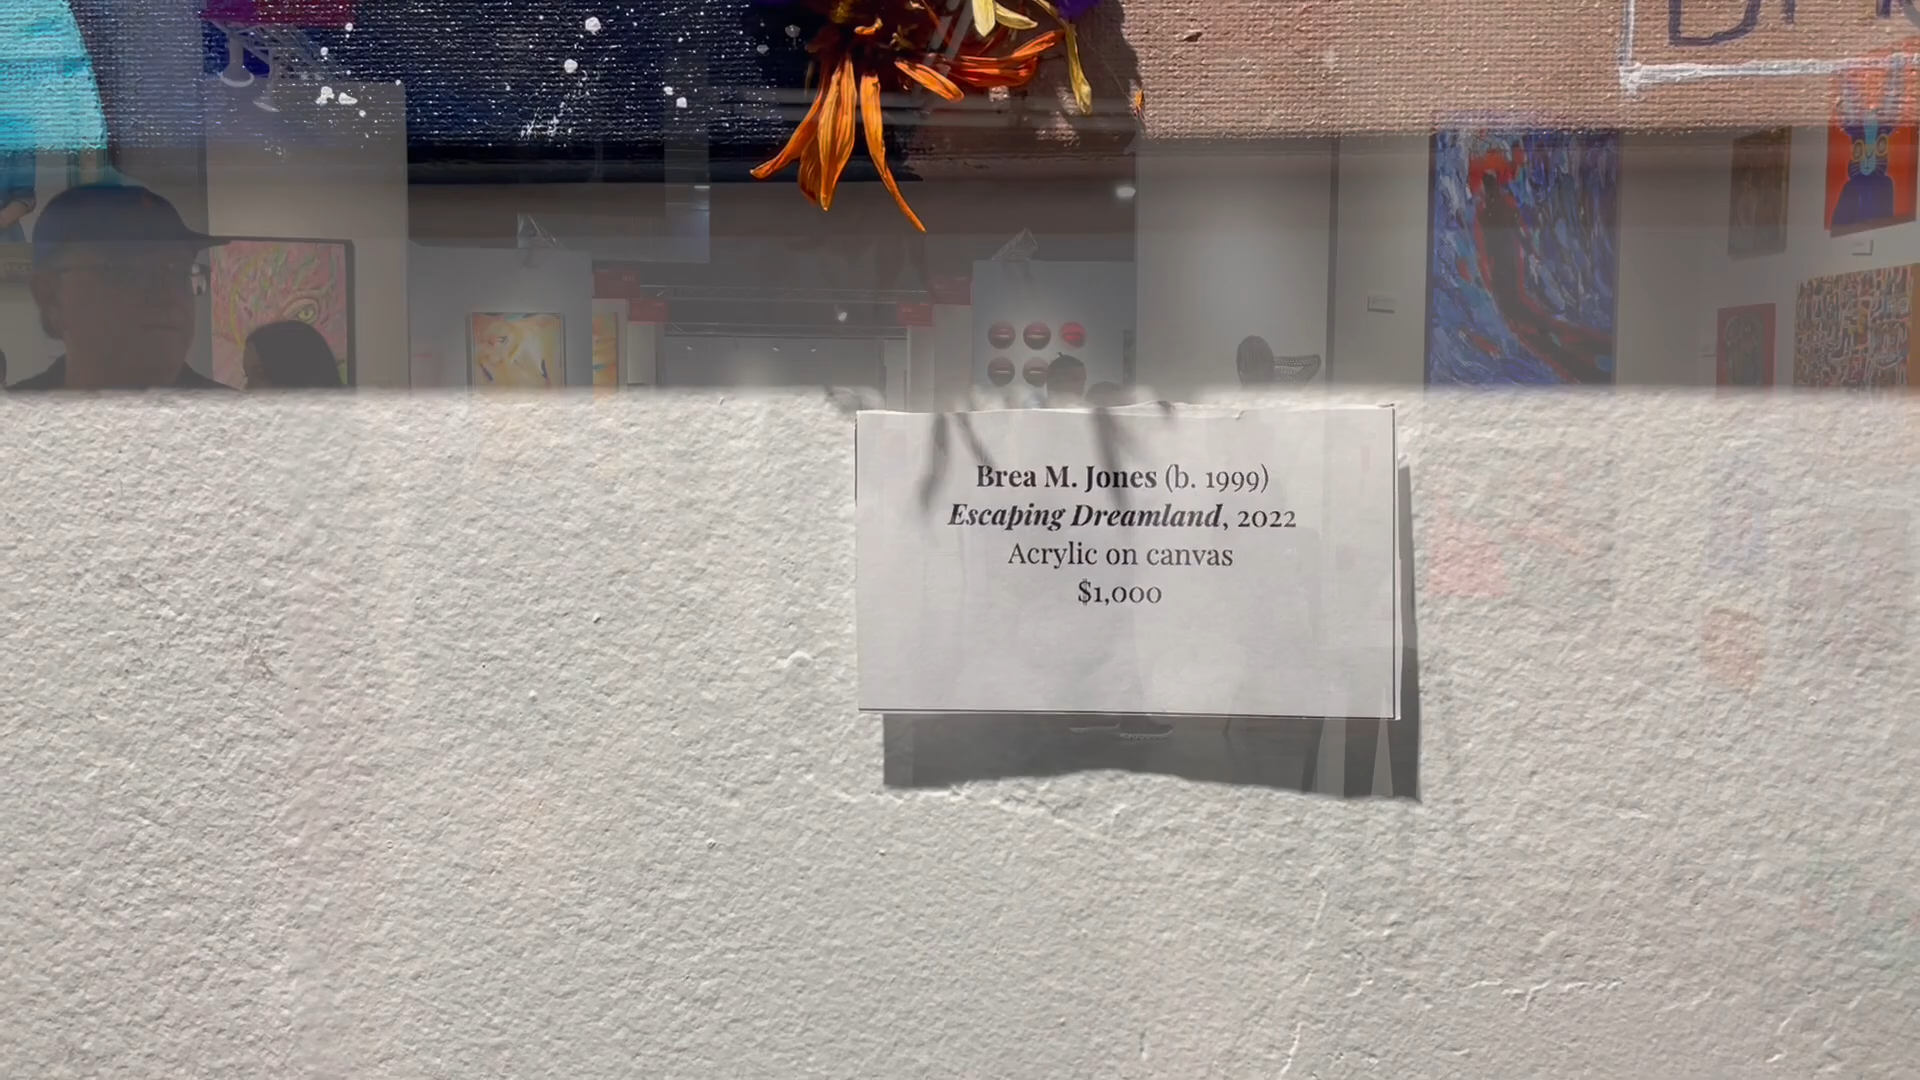 Brea M. Jones (b. 1999)
Escaping Dreamland, 2022
Acrylic on canvas
$1,000